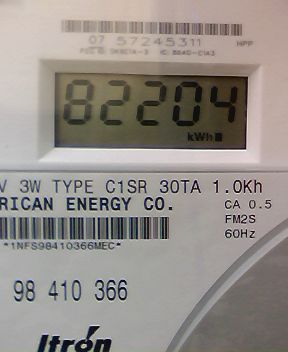 07 57245311 HPP
82204
kWh
V 3W TYPE C1SR 30TA 1.0Kh
RICAN ENERGY CO. CA 0.5
FM2S
*1NFS98410366MEC* 60Hz
98 410 366
Itron